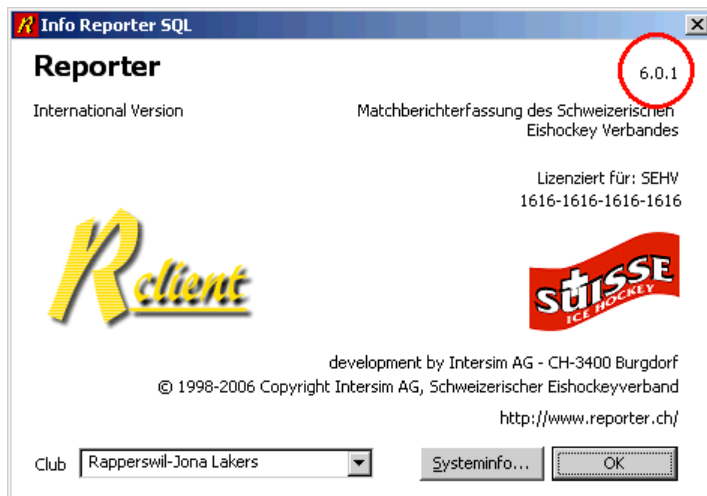 Info Reporter SQL
Reporter
6.0.1
International Version
Matchberichterfassung des Schweizerischen
Eishockey Verbandes
Lizenziert für: SEHV
1616-1616-1616-1616
Rclient
SUISSE
ICE HOCKEY
development by Intersim AG - CH-3400 Burgdorf
© 1998-2006 Copyright Intersim AG, Schweizerischer Eishockeyverband
http://www.reporter.ch/
Club Rapperswil-Jona Lakers Systeminfo... OK